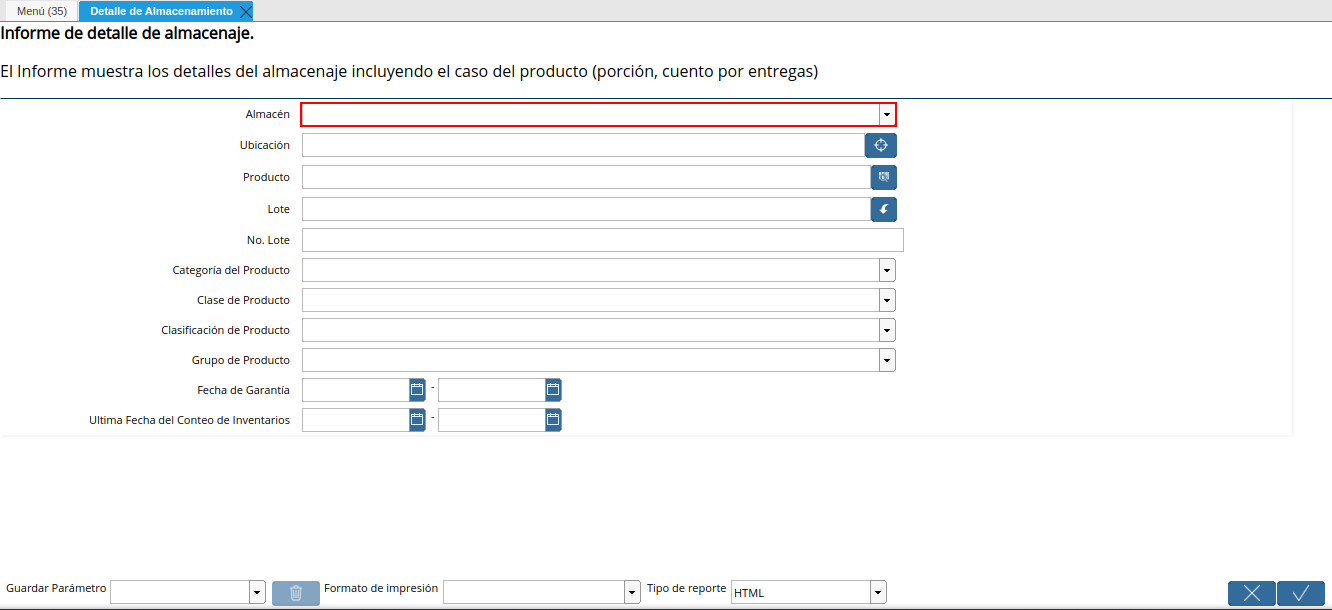 Menú (35) Detalle de Almacenamiento
Informe de detalle de almacenaje.
El Informe muestra los detalles del almacenaje incluyendo el caso del producto (porción, cuento por entregas)
Almacén
Ubicación
Producto
Lote
No. Lote
Categoría del Producto
Clase de Producto
Clasificación de Producto
Grupo de Producto
Fecha de Garantía -
Ultima Fecha del Conteo de Inventarios -
Guardar Parámetro Formato de impresión Tipo de reporte HTML